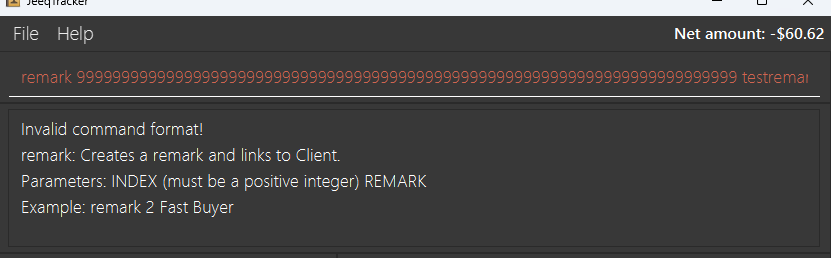 JeeqTracker
File Help
Net amount: -$60.62
remark testremar
Invalid command format!
remark: Creates a remark and links to Client.
Parameters: INDEX (must be a positive integer) REMARK
Example: remark 2 Fast Buyer